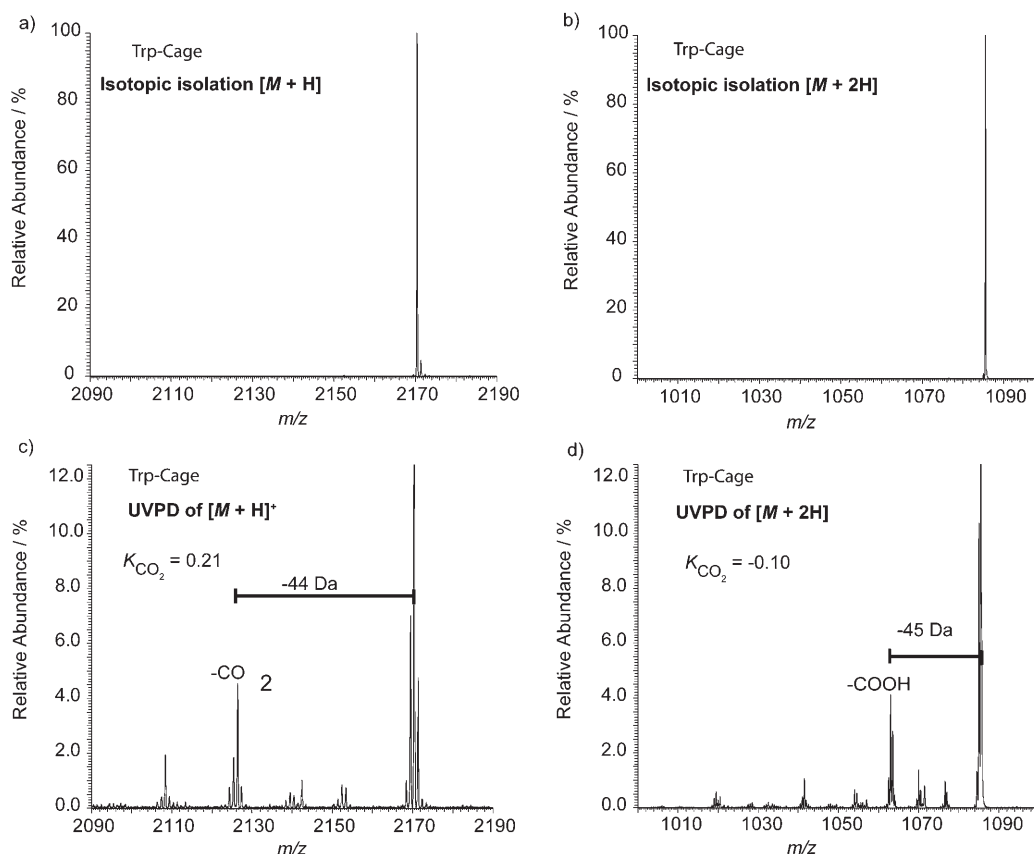 a)
Trp-Cage
Isotopic isolation [M + H]
Relative Abundance / %
100
80
60
40
20
0
2090 2110 2130 2150 2170 2190
m/z
b)
Trp-Cage
Isotopic isolation [M + 2H]
Relative Abundance / %
100
80
60
40
20
0
1010 1030 1050 1070 1090
m/z
c)
Trp-Cage
UVPD of [M + H]⁺
K_CO₂ = 0.21
-44 Da
-CO 2
Relative Abundance / %
12.0
10.0
8.0
6.0
4.0
2.0
0.0
2090 2110 2130 2150 2170 2190
m/z
d)
Trp-Cage
UVPD of [M + 2H]
K_CO₂ = -0.10
-45 Da
-COOH
Relative Abundance / %
12.0
10.0
8.0
6.0
4.0
2.0
0.0
1010 1030 1050 1070 1090
m/z